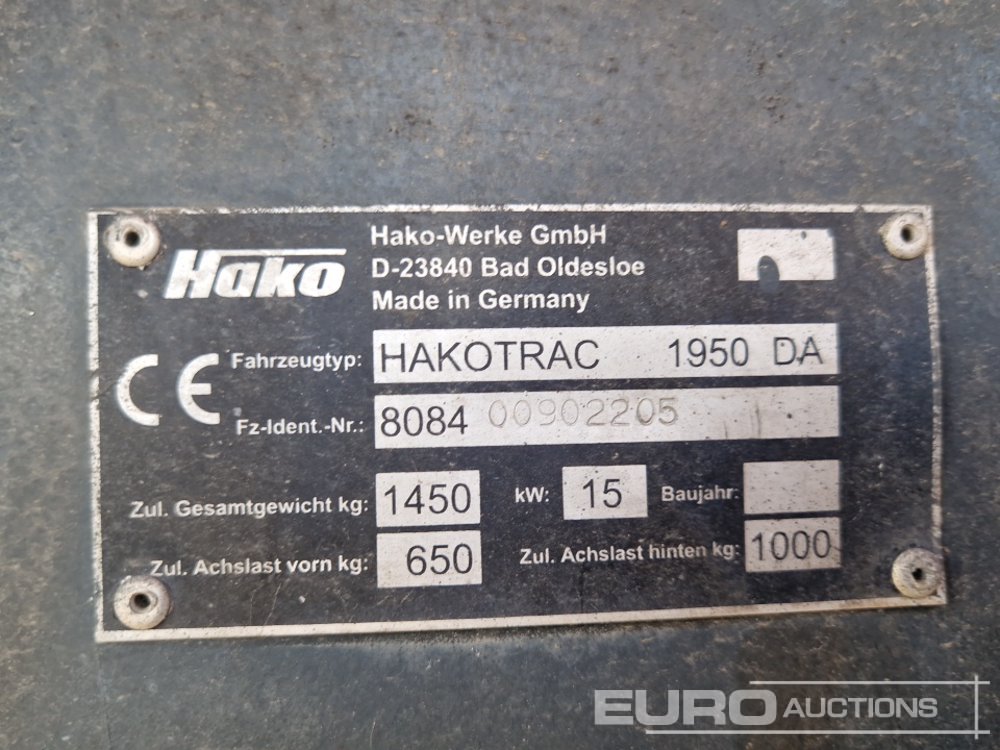 Hako
Hako-Werke GmbH
D-23840 Bad Oldesloe
Made in Germany
CE
Fahrzeugtyp: HAKOTRAC 1950 DA
Fz-Ident.-Nr.: 8084 00902205
Zul. Gesamtgewicht kg: 1450 kW: 15 Baujahr:
Zul. Achslast vorn kg: 650 Zul. Achslast hinten kg: 1000
EURO AUCTIONS